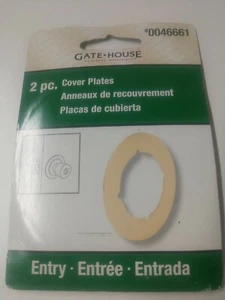 *0046661
GATE·HOUSE
2 pc. Cover Plates
Anneaux de recouvrement
Placas de cubierta
Entry · Entrée · Entrada